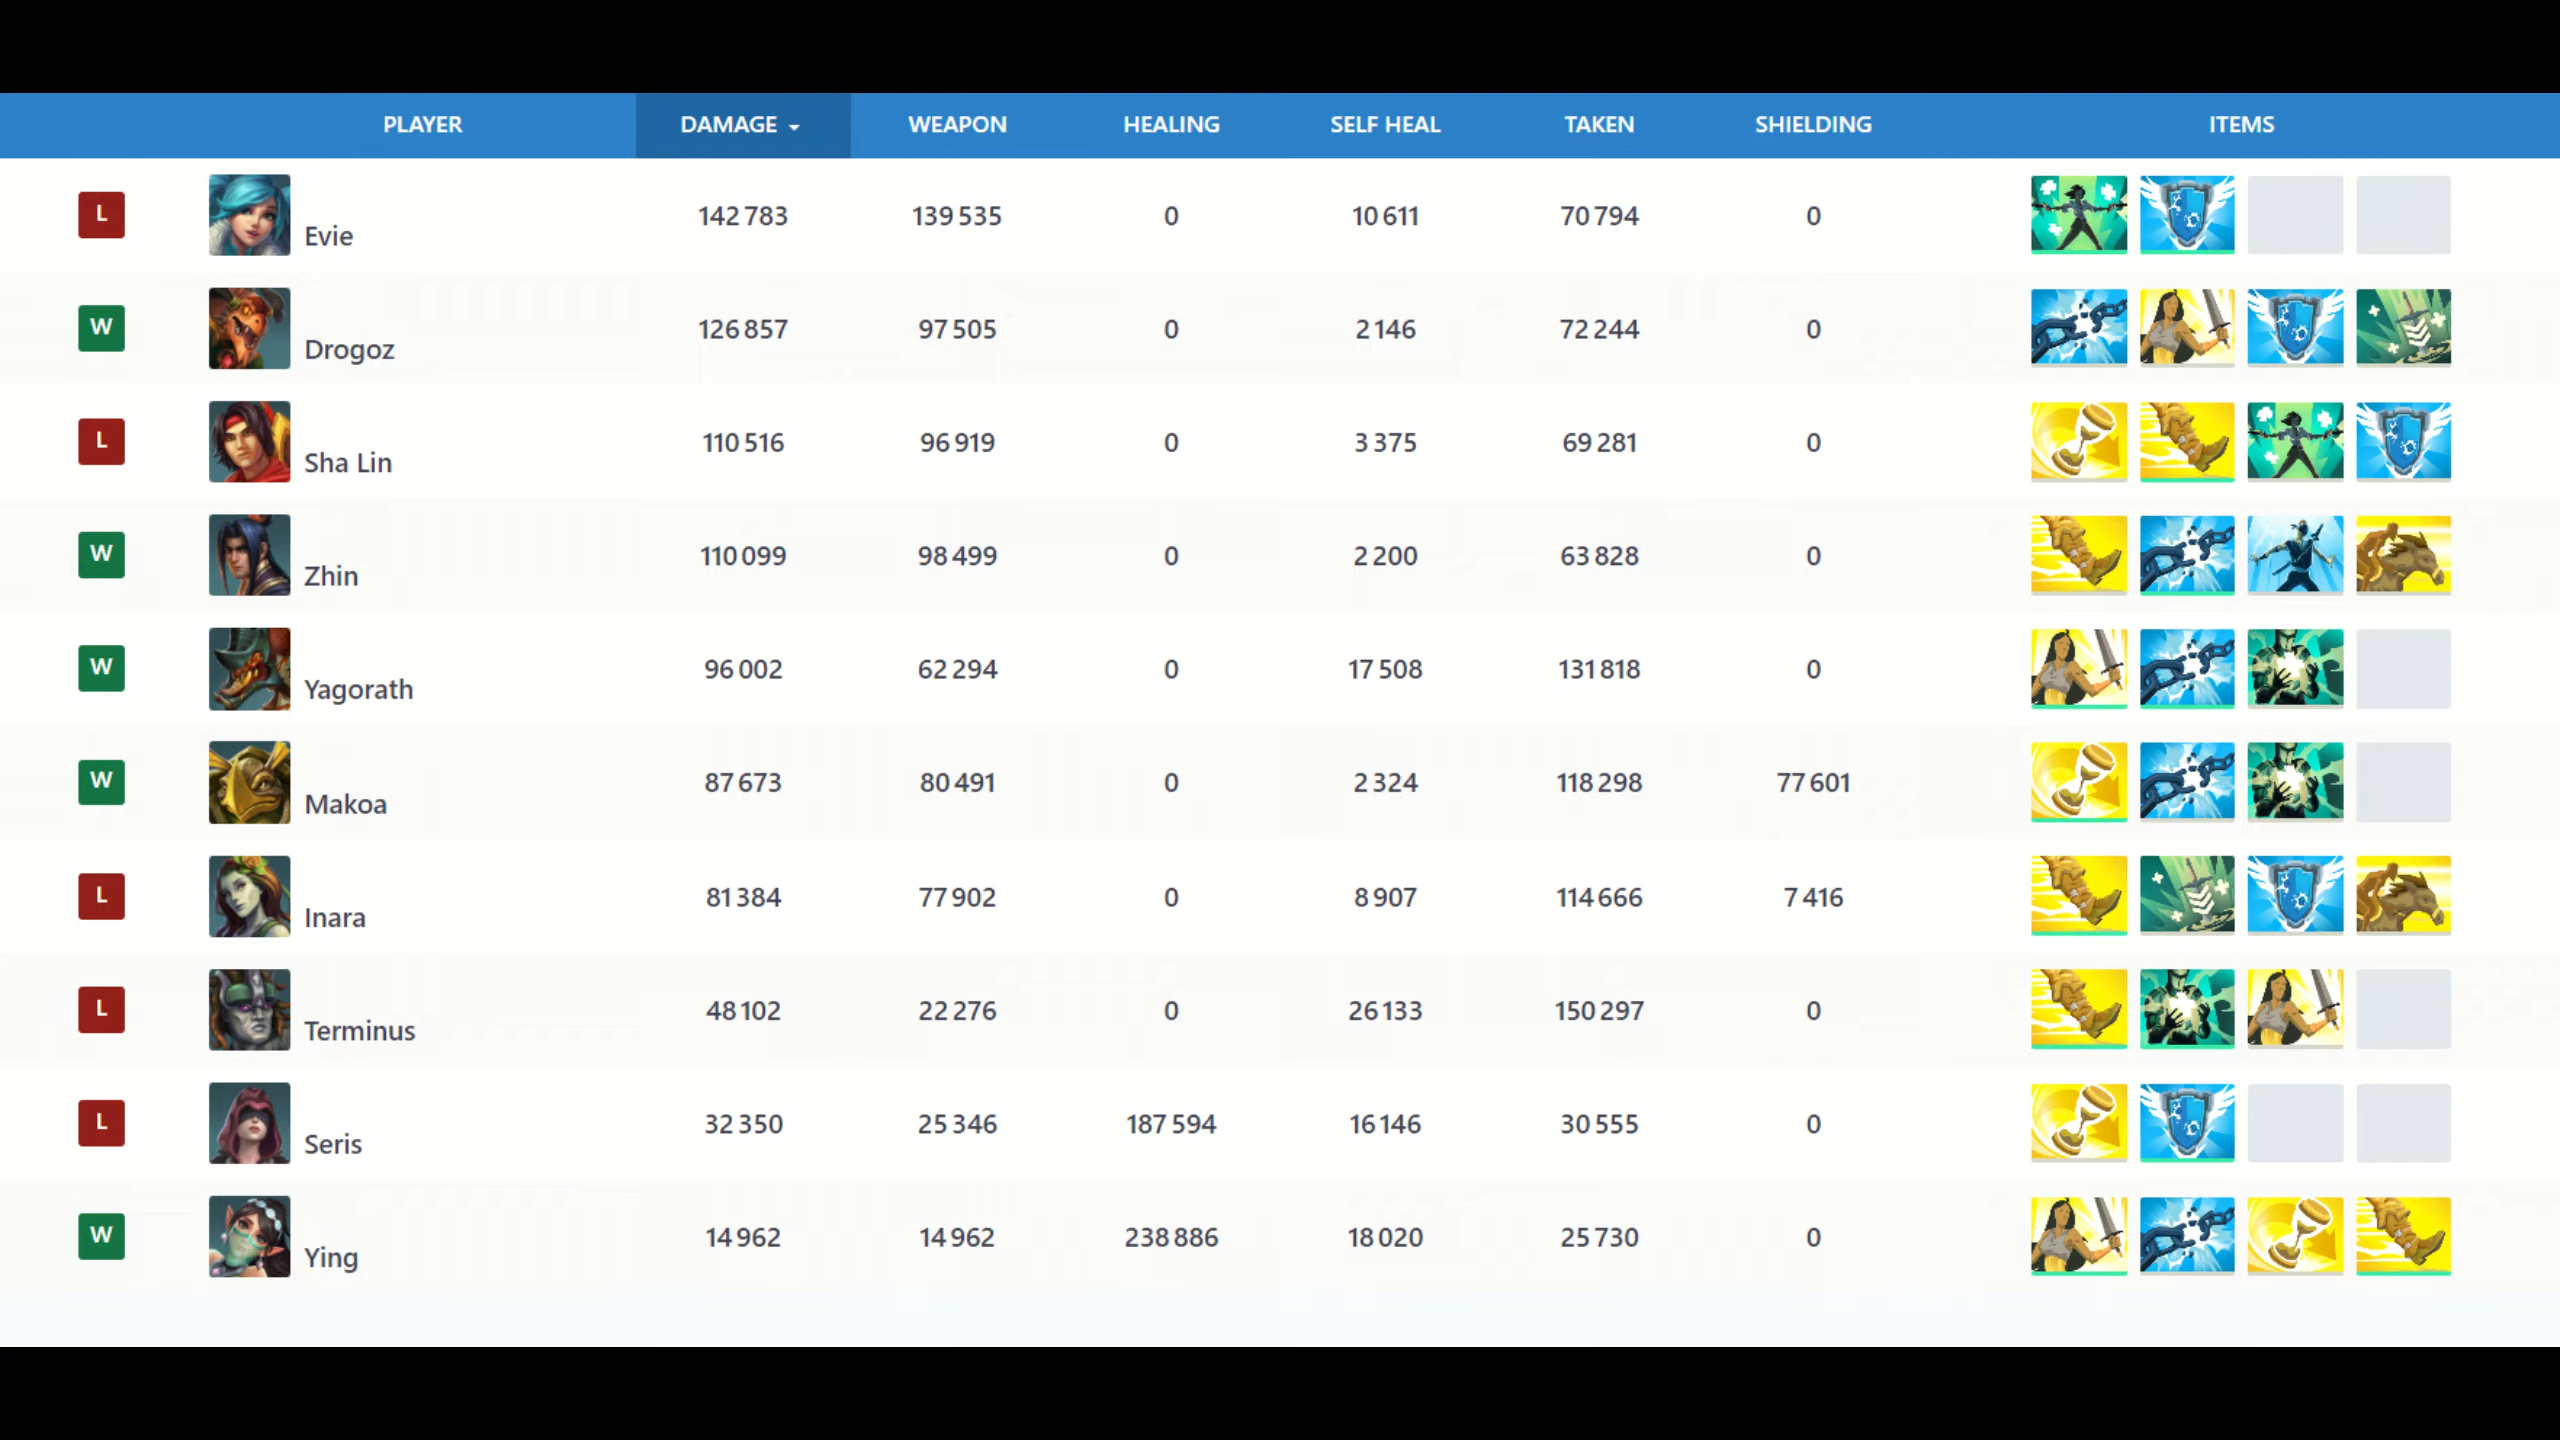 PLAYER DAMAGE WEAPON HEALING SELF HEAL TAKEN SHIELDING ITEMS
L Evie 142 783 139 535 0 10 611 70 794 0
W Drogoz 126 857 97 505 0 2 146 72 244 0
L Sha Lin 110 516 96 919 0 3 375 69 281 0
W Zhin 110 099 98 499 0 2 200 63 828 0
W Yagorath 96 002 62 294 0 17 508 131 818 0
W Makoa 87 673 80 491 0 2 324 118 298 77 601
L Inara 81 384 77 902 0 8 907 114 666 7 416
L Terminus 48 102 22 276 0 26 133 150 297 0
L Seris 32 350 25 346 187 594 16 146 30 555 0
W Ying 14 962 14 962 238 886 18 020 25 730 0